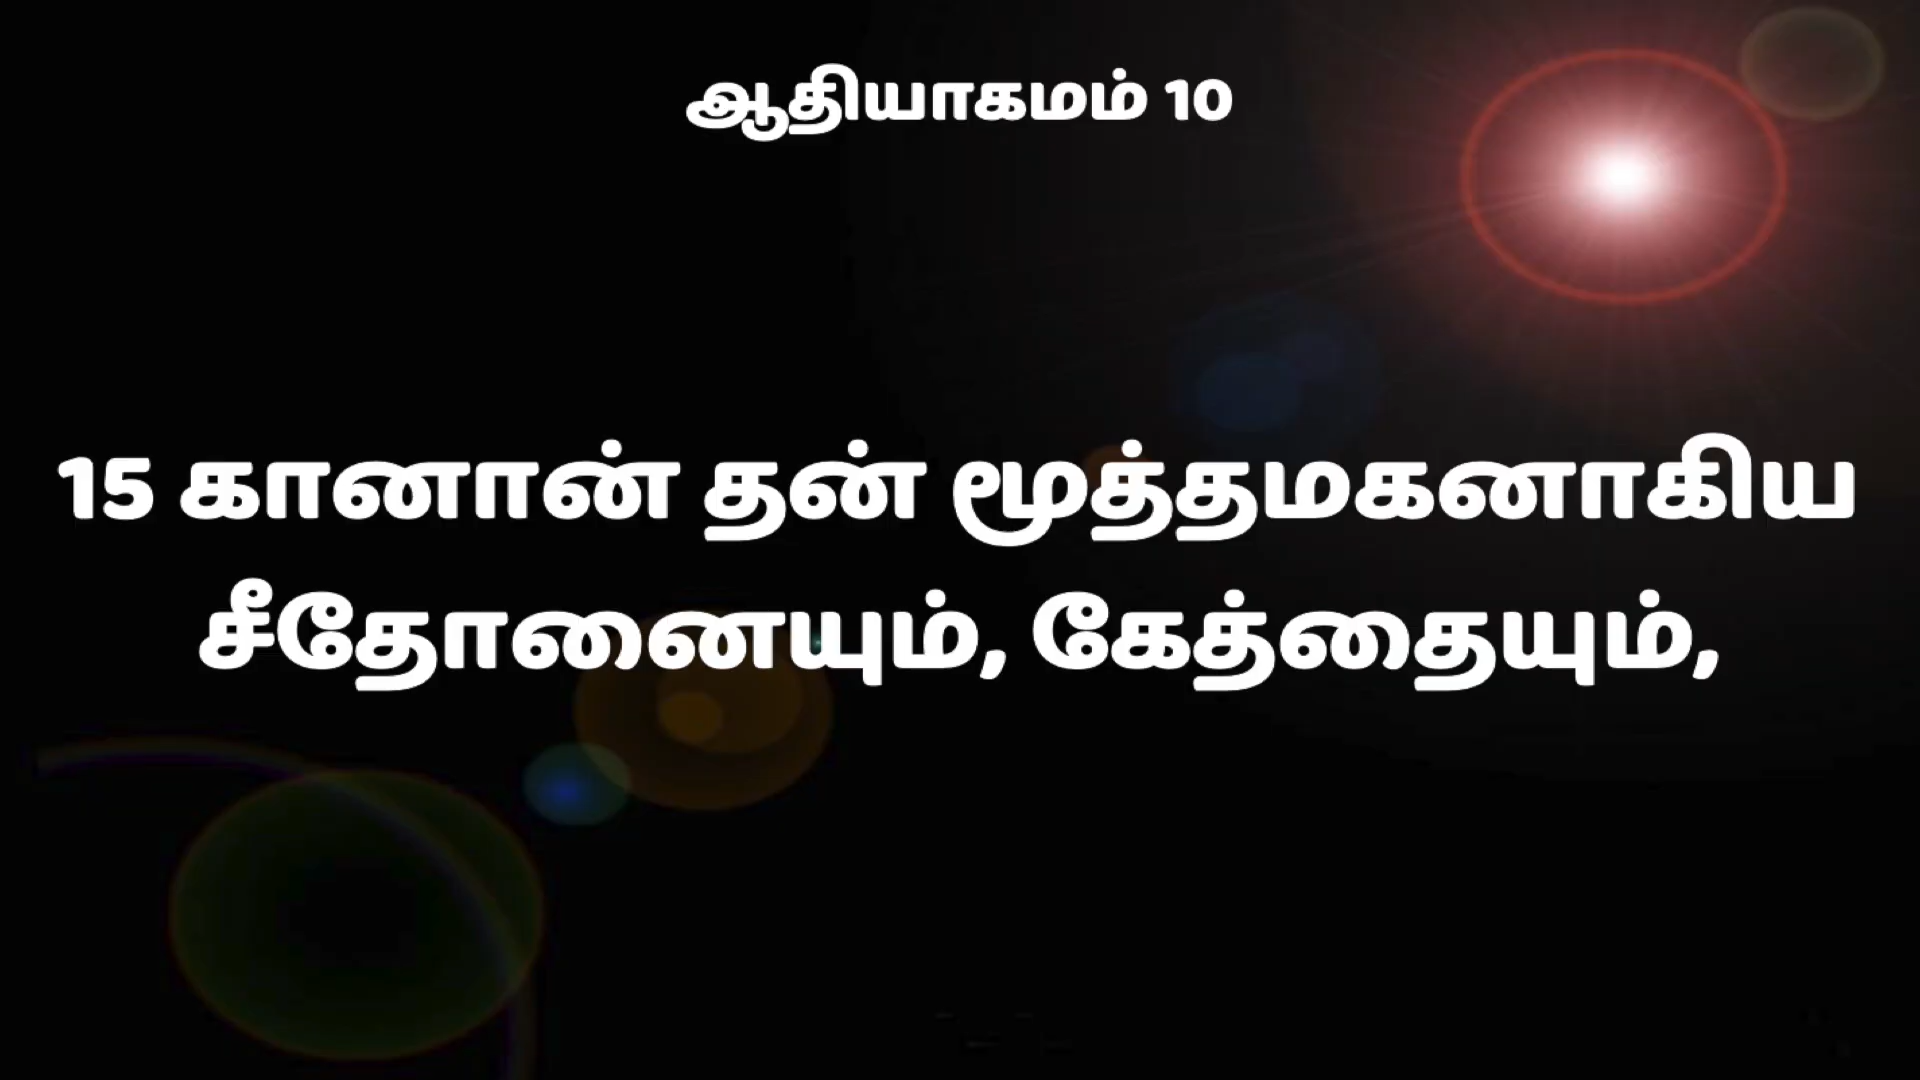 ஆதியாகமம் 10
15 கானான் தன் மூத்தமகனாகிய
சீதோனையும், கேத்தையும்,